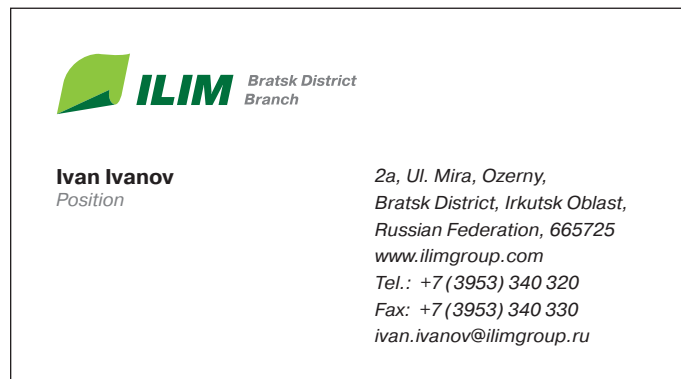 ILIM
Bratsk District
Branch
Ivan Ivanov
Position
2a, Ul. Mira, Ozerny,
Bratsk District, Irkutsk Oblast,
Russian Federation, 665725
www.ilimgroup.com
Tel.: +7 (3953) 340 320
Fax: +7 (3953) 340 330
ivan.ivanov@ilimgroup.ru